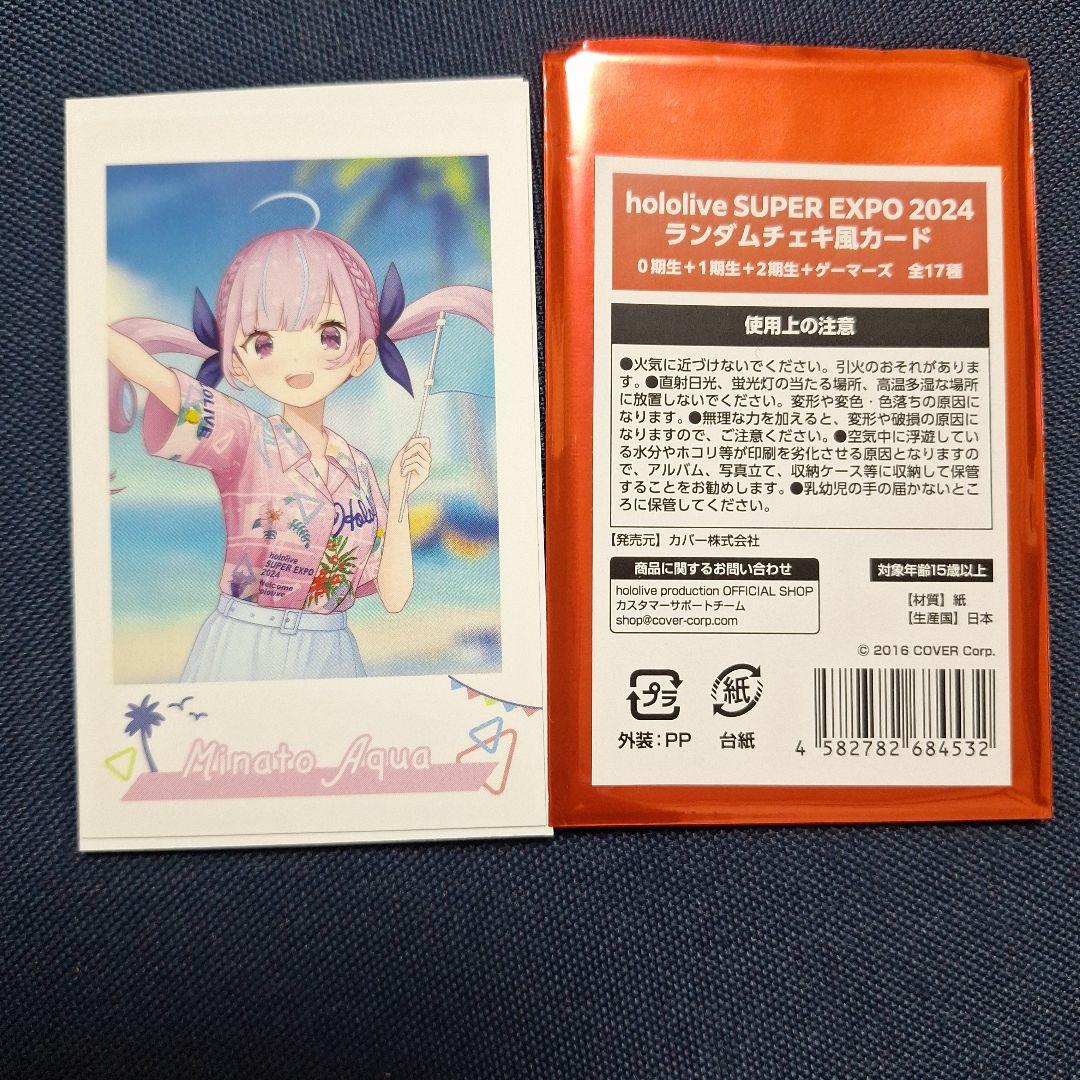 OLIVE
Holo
hololive
SUPER EXPO
2024
Welcome
ololive
Minato Aqua
hololive SUPER EXPO 2024
ランダムチェキ風カード
0期生+1期生+2期生+ゲーマーズ 全17種
使用上の注意
●火気に近づけないでください。引火のおそれがありま
す。●直射日光、蛍光灯の当たる場所、高温多湿な場所
に放置しないでください。変形や変色・色落ちの原因に
なります。●無理な力を加えると、変形や破損の原因に
なりますので、ご注意ください。●空気中に浮遊してい
る水分やホコリ等が印刷を劣化させる原因となりますの
で、アルバム、写真立て、収納ケース等に収納して保管
することをお勧めします。●乳幼児の手の届かないとこ
ろに保管してください。
【発売元】カバー株式会社
商品に関するお問い合わせ
hololive production OFFICIAL SHOP
カスタマーサポートチーム
shop@cover-corp.com
対象年齢15歳以上
【材質】紙
【生産国】日本
© 2016 COVER Corp.
プラ
外装:PP
紙
台紙
4 582782 684532